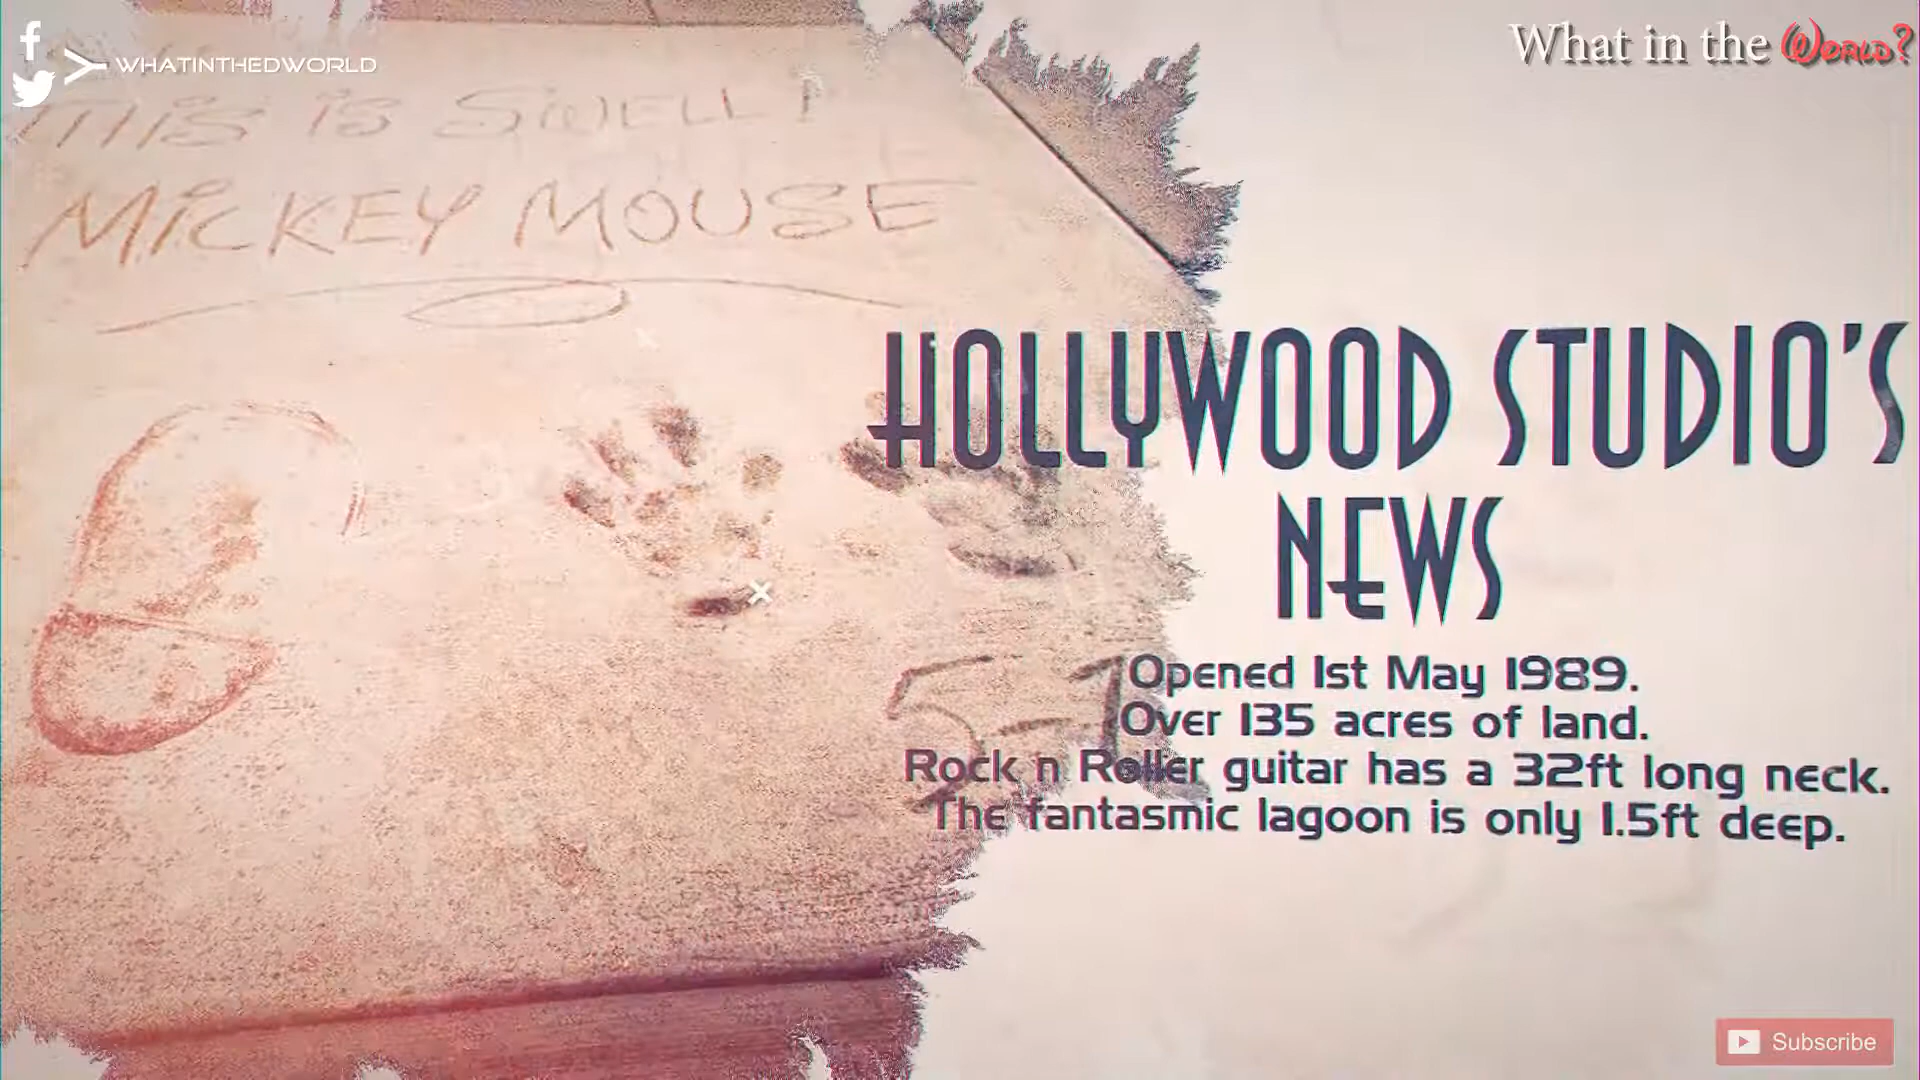 WHATINTHEDWORLD
What in the World?
THIS IS SWELL!
MICKEY MOUSE
HOLLYWOOD STUDIO'S
NEWS
Opened 1st May 1989.
Over 135 acres of land.
Rock n Roller guitar has a 32ft long neck.
The fantasmic lagoon is only 1.5ft deep.
Subscribe